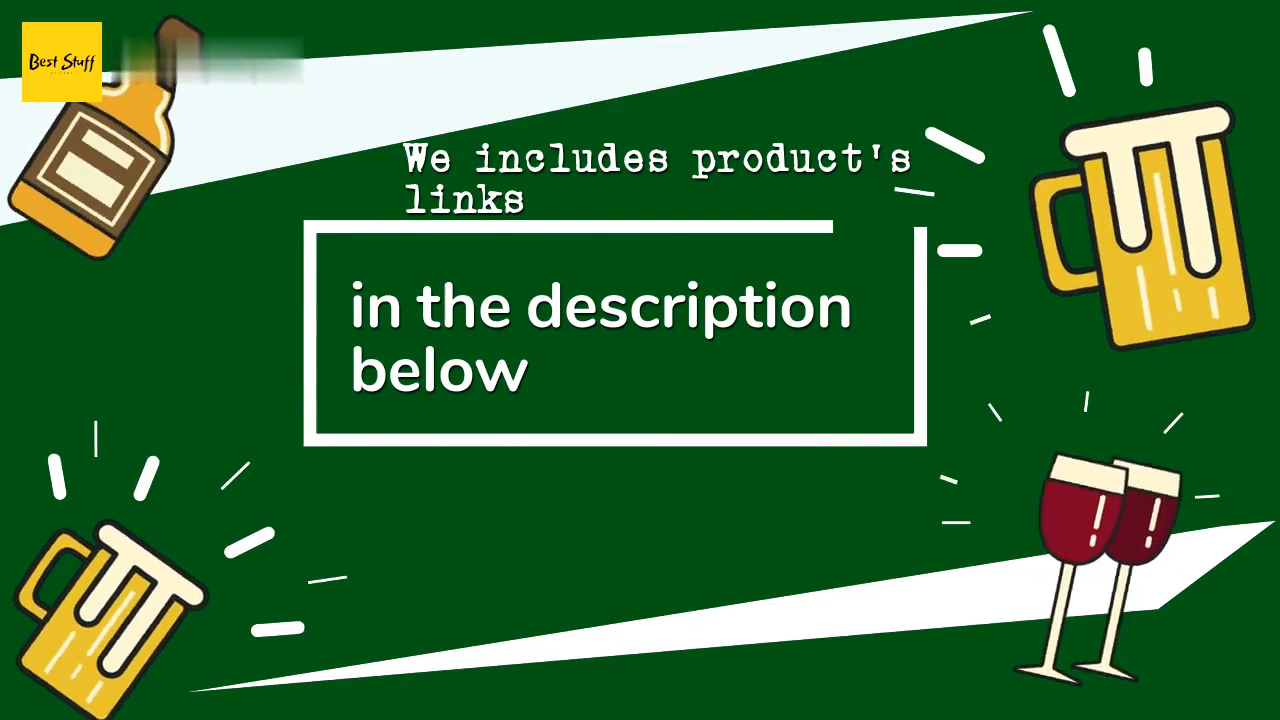 Best Stuff
We includes product's
links
in the description
below